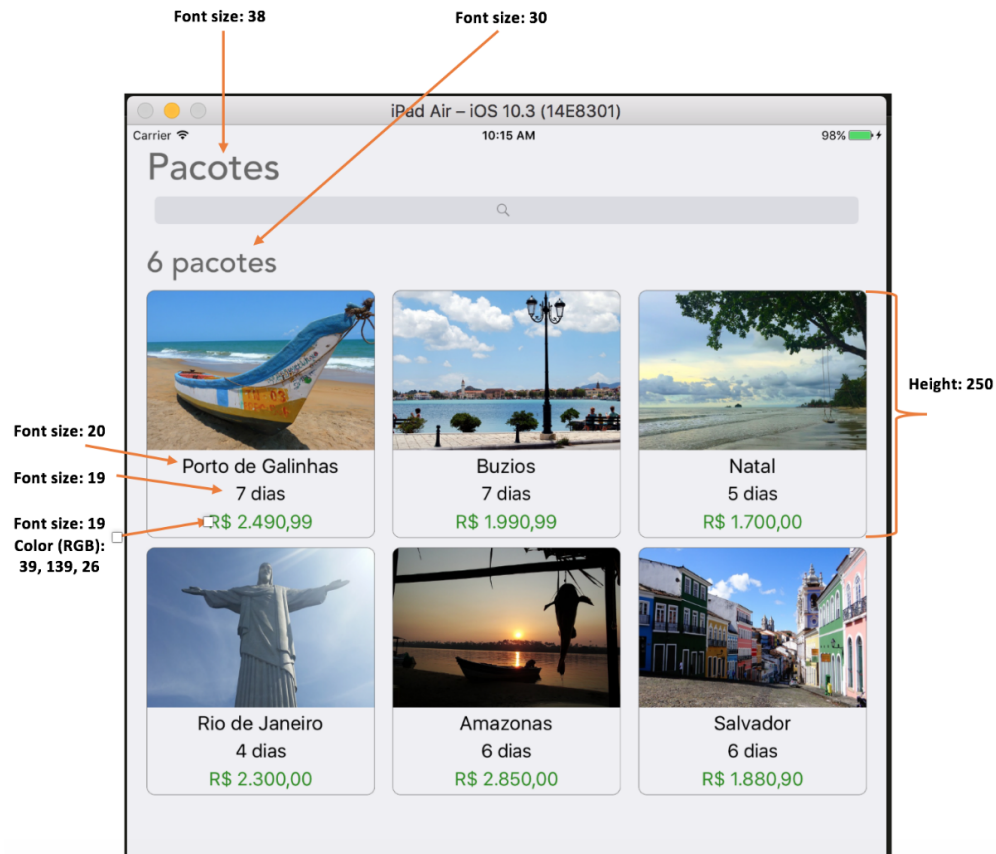 Font size: 38
Font size: 30
iPad Air – iOS 10.3 (14E8301)
Carrier
10:15 AM
98%
Pacotes
6 pacotes
Height: 250
Font size: 20
Porto de Galinhas
Buzios
Natal
Font size: 19
7 dias
7 dias
5 dias
Font size: 19
Color (RGB):
39, 139, 26
R$ 2.490,99
R$ 1.990,99
R$ 1.700,00
Rio de Janeiro
Amazonas
Salvador
4 dias
6 dias
6 dias
R$ 2.300,00
R$ 2.850,00
R$ 1.880,90